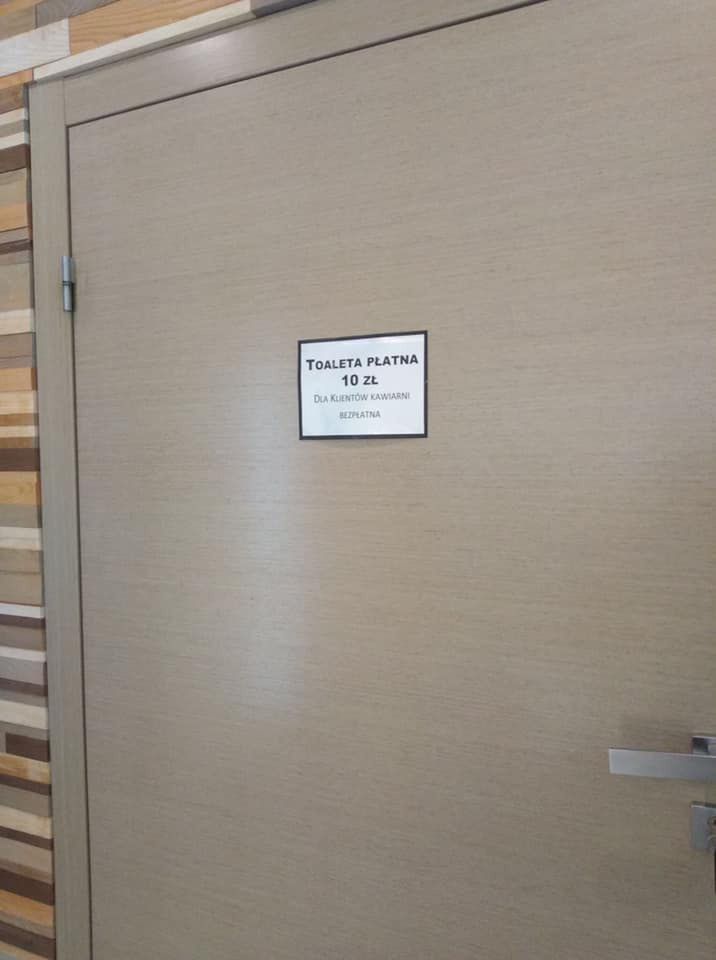 TOALETA PŁATNA
10 ZŁ
DLA KLIENTÓW KAWIARNI
BEZPŁATNA